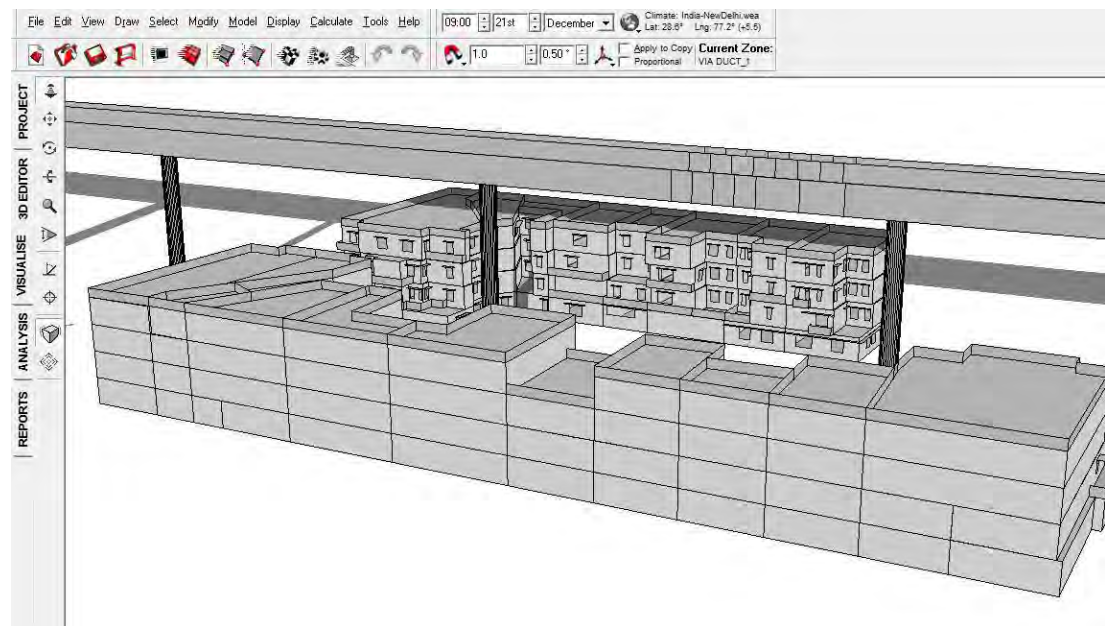 File Edit View Draw Select Modify Model Display Calculate Tools Help
09:00 21st December
Climate: India-NewDelhi.wea
Lat: 28.6° Lng: 77.2° (+5.5)
1.0 0.50 °
Apply to Copy
Proportional
Current Zone:
VIA DUCT_1
PROJECT
3D EDITOR
VISUALISE
ANALYSIS
REPORTS